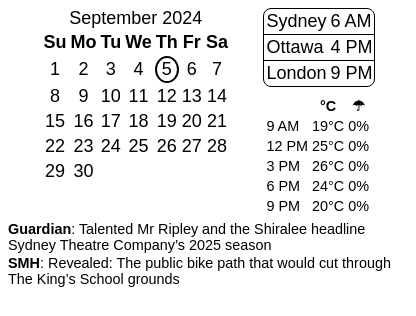 September 2024
Su Mo Tu We Th Fr Sa
1 2 3 4 5 6 7
8 9 10 11 12 13 14
15 16 17 18 19 20 21
22 23 24 25 26 27 28
29 30
Sydney 6 AM
Ottawa 4 PM
London 9 PM
°C ☂
9 AM 19°C 0%
12 PM 25°C 0%
3 PM 26°C 0%
6 PM 24°C 0%
9 PM 20°C 0%
Guardian: Talented Mr Ripley and the Shiralee headline
Sydney Theatre Company’s 2025 season
SMH: Revealed: The public bike path that would cut through
The King’s School grounds